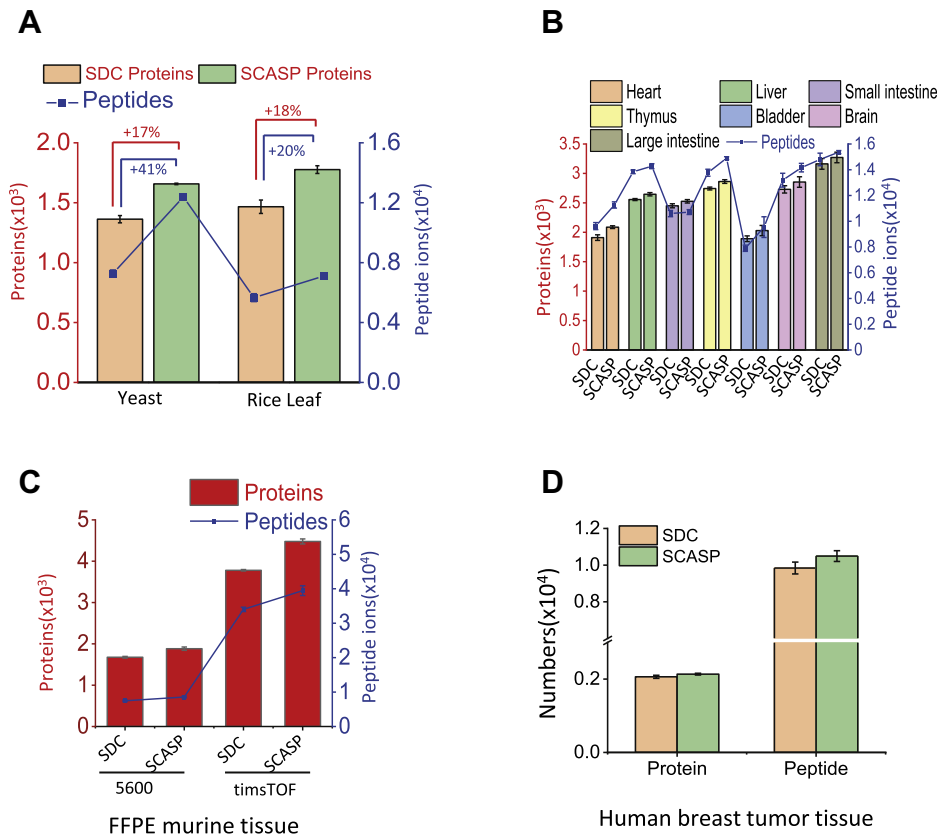 A
SDC Proteins
SCASP Proteins
Peptides
+18%
+17%
+41%
+20%
2.0
1.5
1.0
0.5
0.0
Proteins(x10³)
1.6
1.2
0.8
0.4
0.0
Peptide ions(x10⁴)
Yeast
Rice Leaf
B
Heart
Liver
Small intestine
Thymus
Bladder
Brain
Large intestine
Peptides
3.5
3
2.5
2
1.5
1
0.5
0
Proteins(x10³)
1.6
1.4
1.2
1
0.8
0.6
0.4
0.2
0
Peptide ions(x10⁴)
SDC
SCASP
SDC
SCASP
SDC
SCASP
SDC
SCASP
SDC
SCASP
SDC
SCASP
SDC
SCASP
C
Proteins
Peptides
5
4
3
2
1
0
Proteins(x10³)
6
5
4
3
2
1
0
Peptide ions(x10⁴)
SDC
SCASP
SDC
SCASP
5600
timsTOF
FFPE murine tissue
D
SDC
SCASP
1.2
1.0
0.2
0.0
Numbers(x10⁴)
Protein
Peptide
Human breast tumor tissue